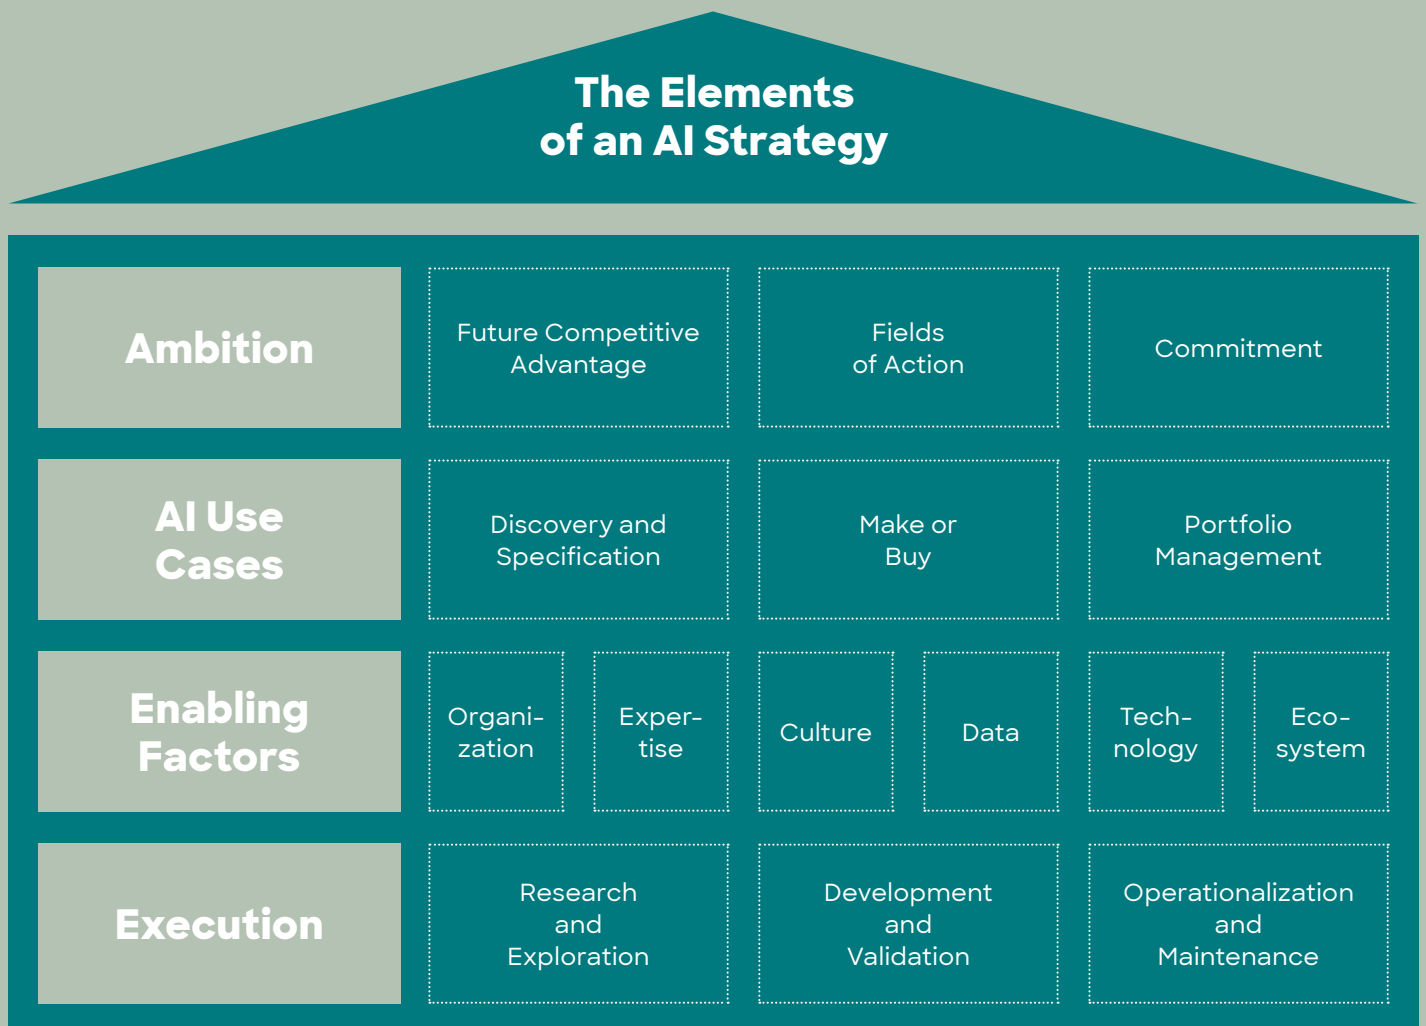 The Elements
of an AI Strategy
Ambition
Future Competitive
Advantage
Fields
of Action
Commitment
AI Use
Cases
Discovery and
Specification
Make or
Buy
Portfolio
Management
Enabling
Factors
Organi-
zation
Exper-
tise
Culture
Data
Tech-
nology
Eco-
system
Execution
Research
and
Exploration
Development
and
Validation
Operationalization
and
Maintenance